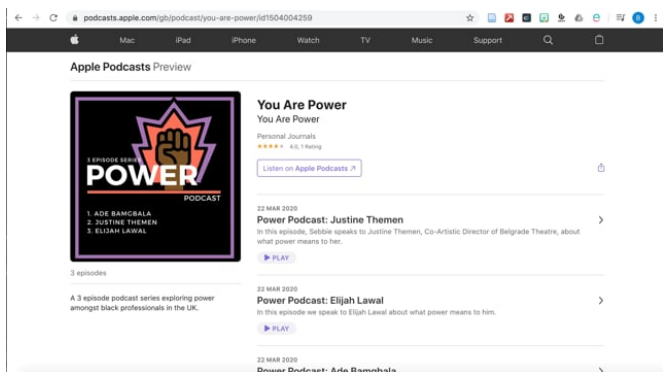 podcasts.apple.com/gb/podcast/you-are-power/id1504004259
Mac iPad iPhone Watch TV Music Support
Apple Podcasts Preview
3 EPISODE SERIES
POWER
PODCAST
1. ADE BAMGBALA
2. JUSTINE THEMEN
3. ELIJAH LAWAL
3 episodes
A 3 episode podcast series exploring power
amongst black professionals in the UK.
You Are Power
You Are Power
Personal Journals
★★★★★ 4.0, 1 Rating
Listen on Apple Podcasts ↗
22 MAR 2020
Power Podcast: Justine Themen
In this episode, Sebbie speaks to Justine Themen, Co-Artistic Director of Belgrade Theatre, about
what power means to her.
▶ PLAY
22 MAR 2020
Power Podcast: Elijah Lawal
In this episode we speak to Elijah Lawal about what power means to him.
▶ PLAY
22 MAR 2020
Power Podcast: Ade Bamgbala